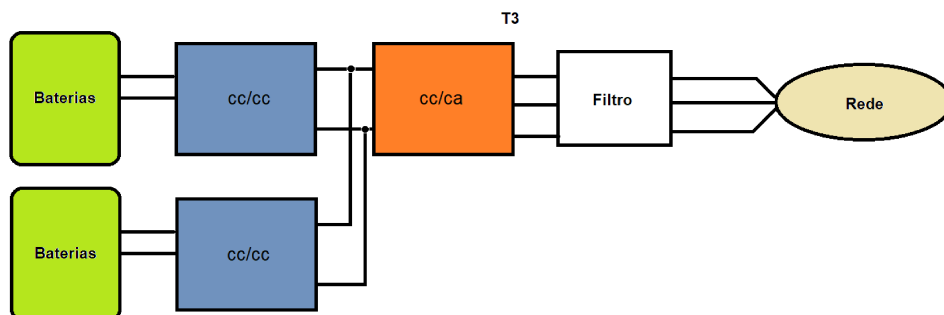 T3
Baterias
cc/cc
cc/ca
Filtro
Rede
Baterias
cc/cc